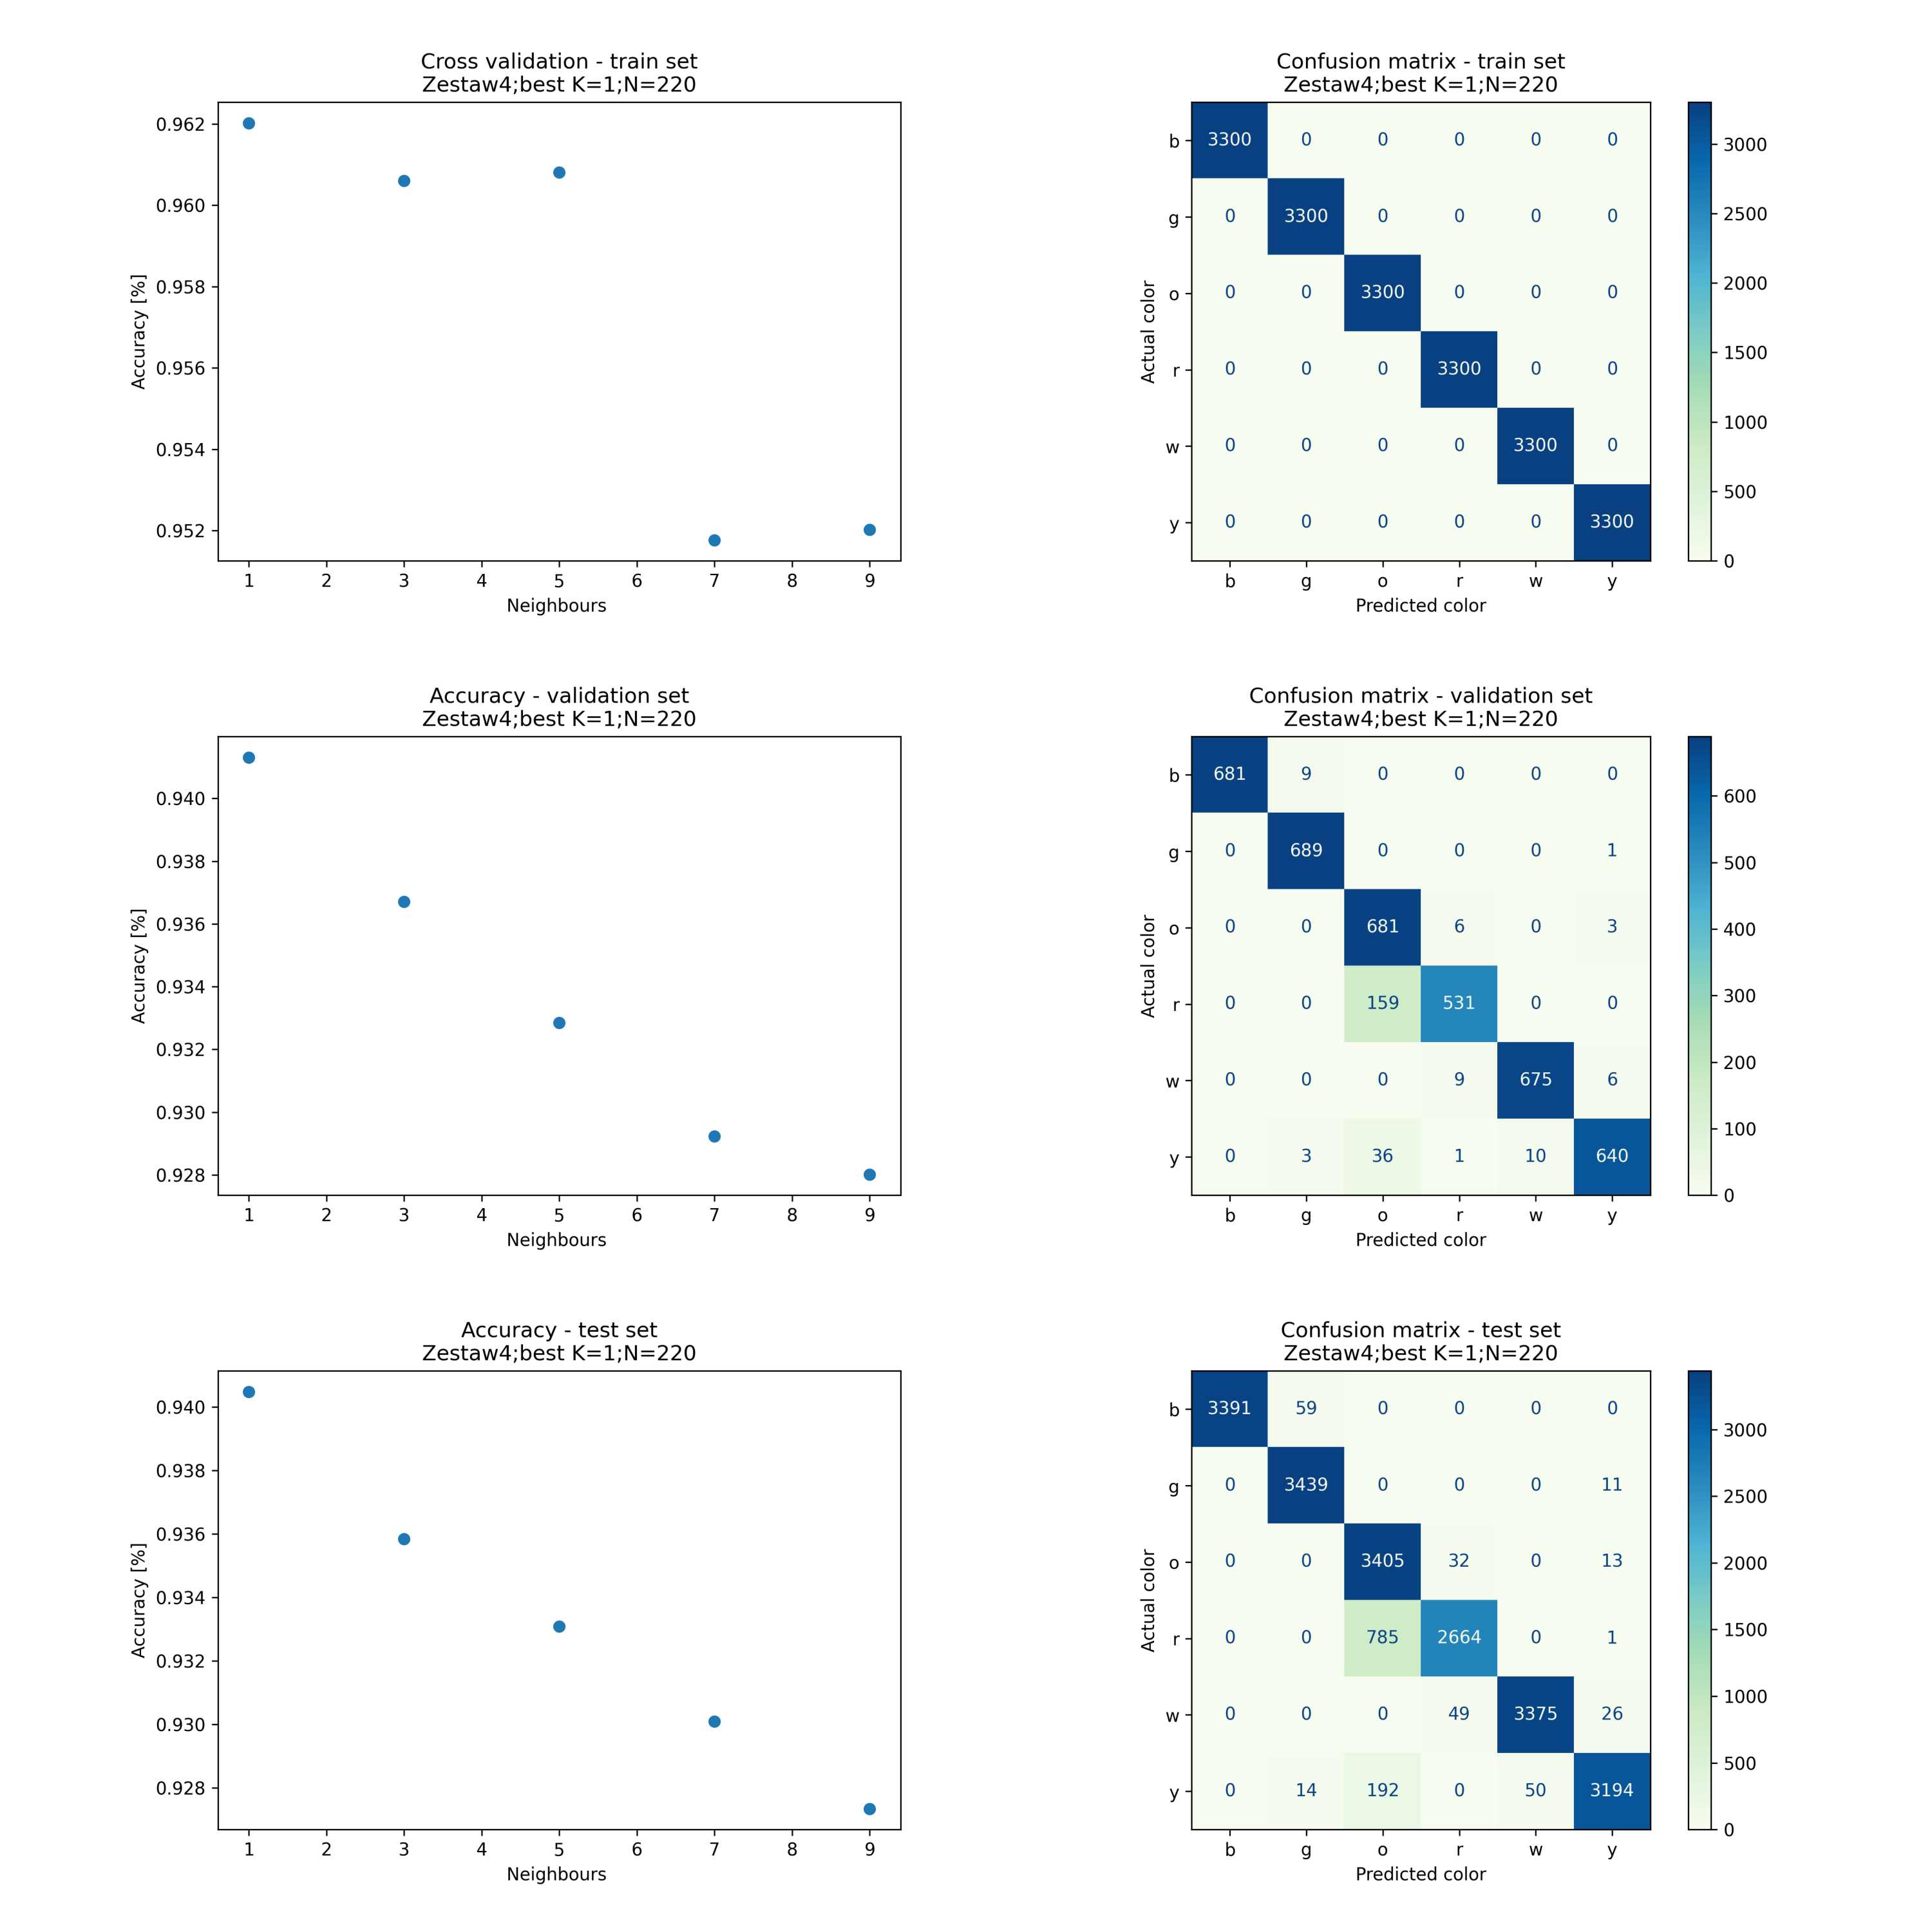 Cross validation - train set
Zestaw4;best K=1;N=220
Accuracy [%]
0.962
0.960
0.958
0.956
0.954
0.952
1 2 3 4 5 6 7 8 9
Neighbours
Confusion matrix - train set
Zestaw4;best K=1;N=220
Actual color
b 3300 0 0 0 0 0
g 0 3300 0 0 0 0
o 0 0 3300 0 0 0
r 0 0 0 3300 0 0
w 0 0 0 0 3300 0
y 0 0 0 0 0 3300
b g o r w y
Predicted color
3000
2500
2000
1500
1000
500
0
Accuracy - validation set
Zestaw4;best K=1;N=220
Accuracy [%]
0.940
0.938
0.936
0.934
0.932
0.930
0.928
1 2 3 4 5 6 7 8 9
Neighbours
Confusion matrix - validation set
Zestaw4;best K=1;N=220
Actual color
b 681 9 0 0 0 0
g 0 689 0 0 0 1
o 0 0 681 6 0 3
r 0 0 159 531 0 0
w 0 0 0 9 675 6
y 0 3 36 1 10 640
b g o r w y
Predicted color
600
500
400
300
200
100
0
Accuracy - test set
Zestaw4;best K=1;N=220
Accuracy [%]
0.940
0.938
0.936
0.934
0.932
0.930
0.928
1 2 3 4 5 6 7 8 9
Neighbours
Confusion matrix - test set
Zestaw4;best K=1;N=220
Actual color
b 3391 59 0 0 0 0
g 0 3439 0 0 0 11
o 0 0 3405 32 0 13
r 0 0 785 2664 0 1
w 0 0 0 49 3375 26
y 0 14 192 0 50 3194
b g o r w y
Predicted color
3000
2500
2000
1500
1000
500
0